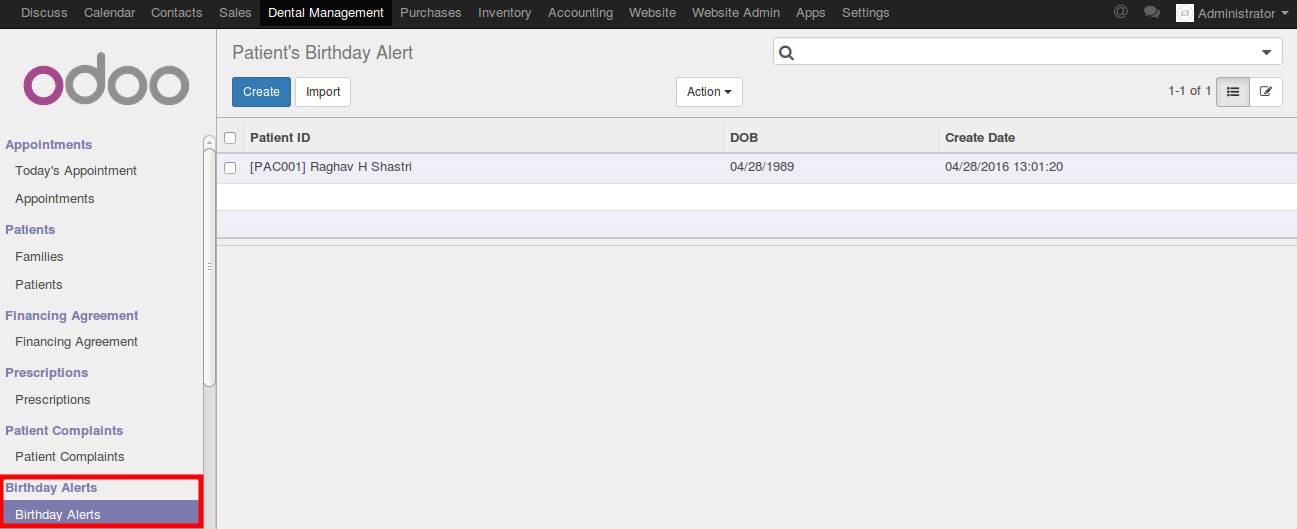 Discuss Calendar Contacts Sales Dental Management Purchases Inventory Accounting Website Website Admin Apps Settings @ Administrator
odoo
Patient's Birthday Alert
Create Import Action 1-1 of 1
Appointments
Today's Appointment
Appointments
Patients
Families
Patients
Financing Agreement
Financing Agreement
Prescriptions
Prescriptions
Patient Complaints
Patient Complaints
Birthday Alerts
Birthday Alerts
Patient ID DOB Create Date
[PAC001] Raghav H Shastri 04/28/1989 04/28/2016 13:01:20